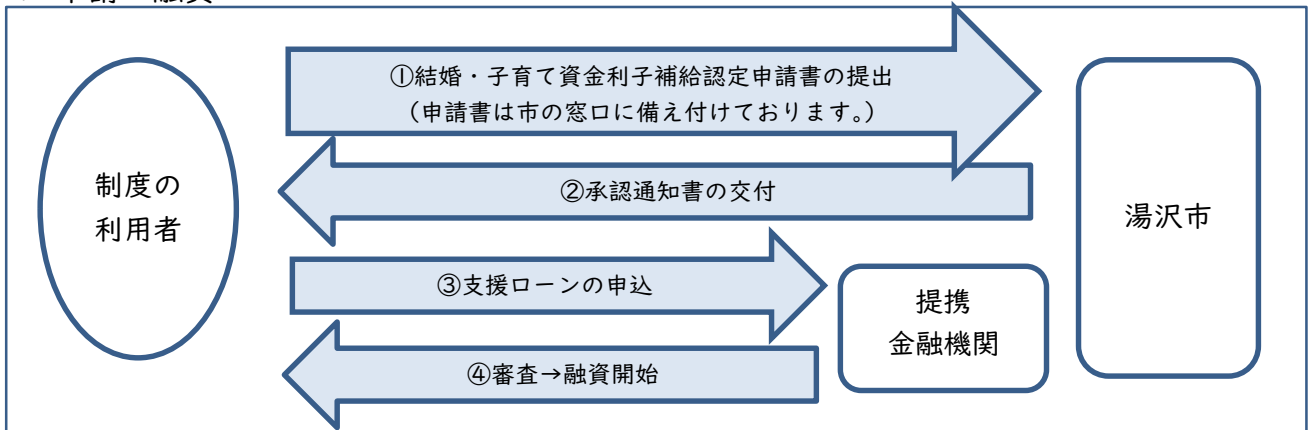 ①結婚・子育て資金利子補給認定申請書の提出
（申請書は市の窓口に備え付けております。）
②承認通知書の交付
制度の
利用者
湯沢市
③支援ローンの申込
提携
金融機関
④審査→融資開始